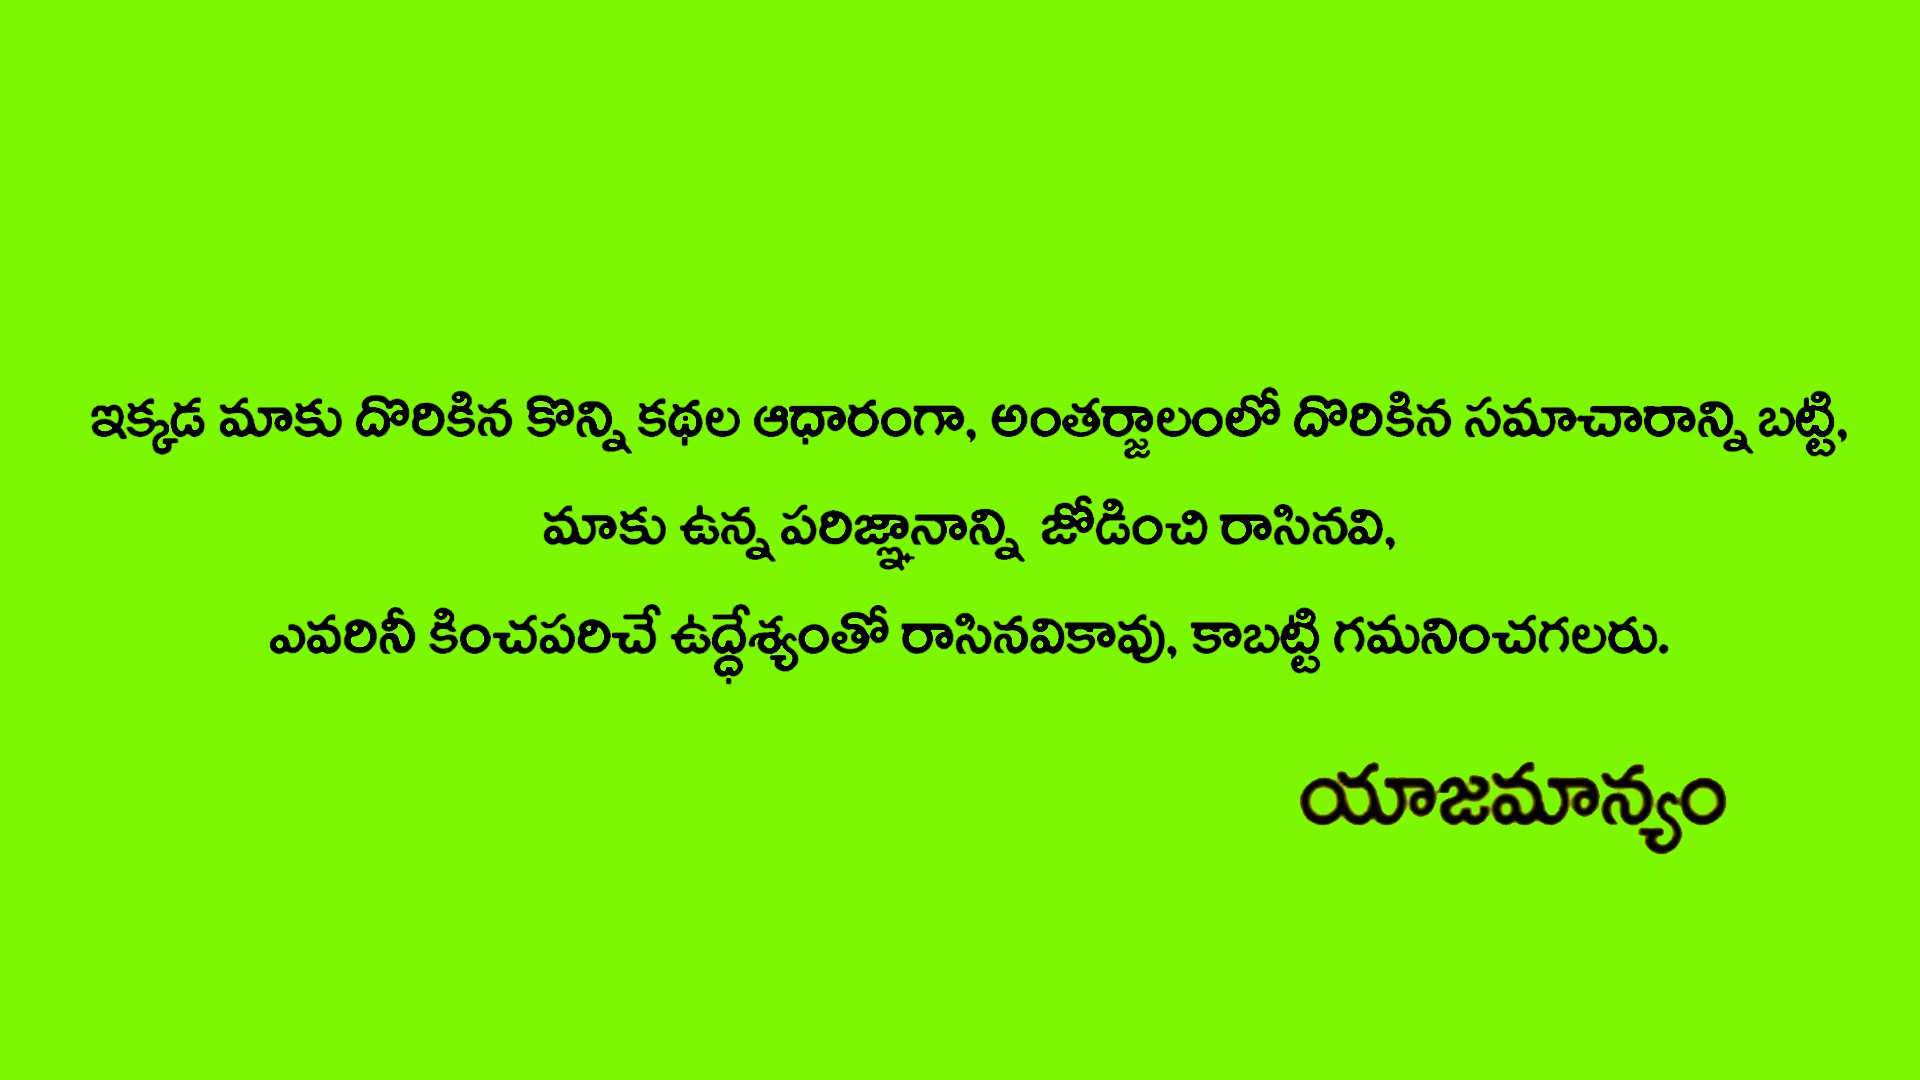 ఇక్కడ మాకు దొరికిన కొన్ని కథల ఆధారంగా, అంతర్జాలంలో దొరికిన సమాచారాన్ని బట్టి,
మాకు ఉన్న పరిజ్ఞానాన్ని జోడించి రాసినవి,
ఎవరినీ కించపరిచే ఉద్ధేశ్యంతో రాసినవికావు, కాబట్టి గమనించగలరు.
యాజమాన్యం